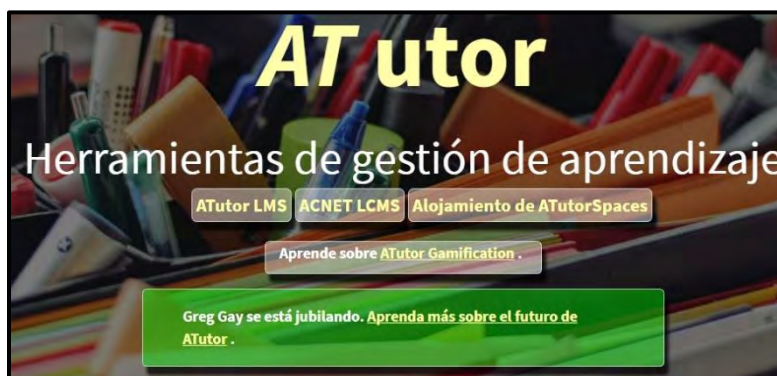 ATutor
Herramientas de gestión de aprendizaje
ATutor LMS ACNET LCMS Alojamiento de ATutorSpaces
Aprende sobre ATutor Gamification .
Greg Gay se está jubilando. Aprenda más sobre el futuro de
ATutor .